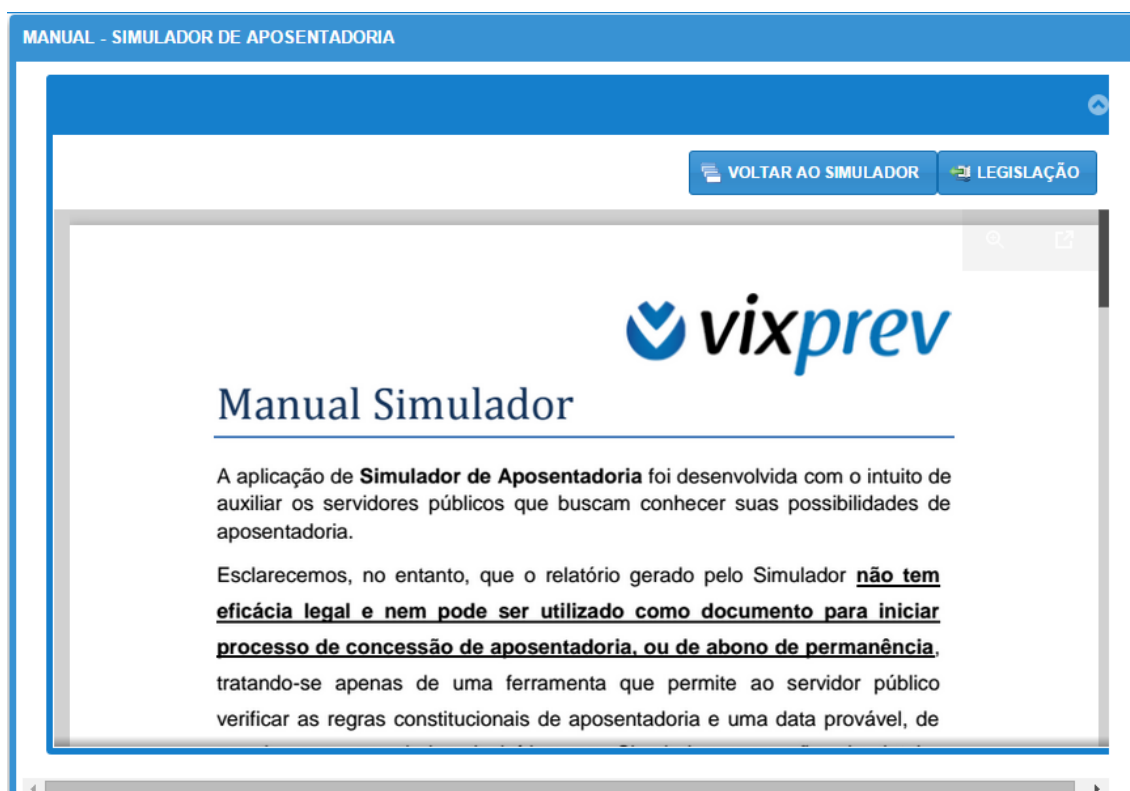 MANUAL - SIMULADOR DE APOSENTADORIA
VOLTAR AO SIMULADOR
LEGISLAÇÃO
vixprev
Manual Simulador
A aplicação de Simulador de Aposentadoria foi desenvolvida com o intuito de
auxiliar os servidores públicos que buscam conhecer suas possibilidades de
aposentadoria.
Esclarecemos, no entanto, que o relatório gerado pelo Simulador não tem
eficácia legal e nem pode ser utilizado como documento para iniciar
processo de concessão de aposentadoria, ou de abono de permanência,
tratando-se apenas de uma ferramenta que permite ao servidor público
verificar as regras constitucionais de aposentadoria e uma data provável, de